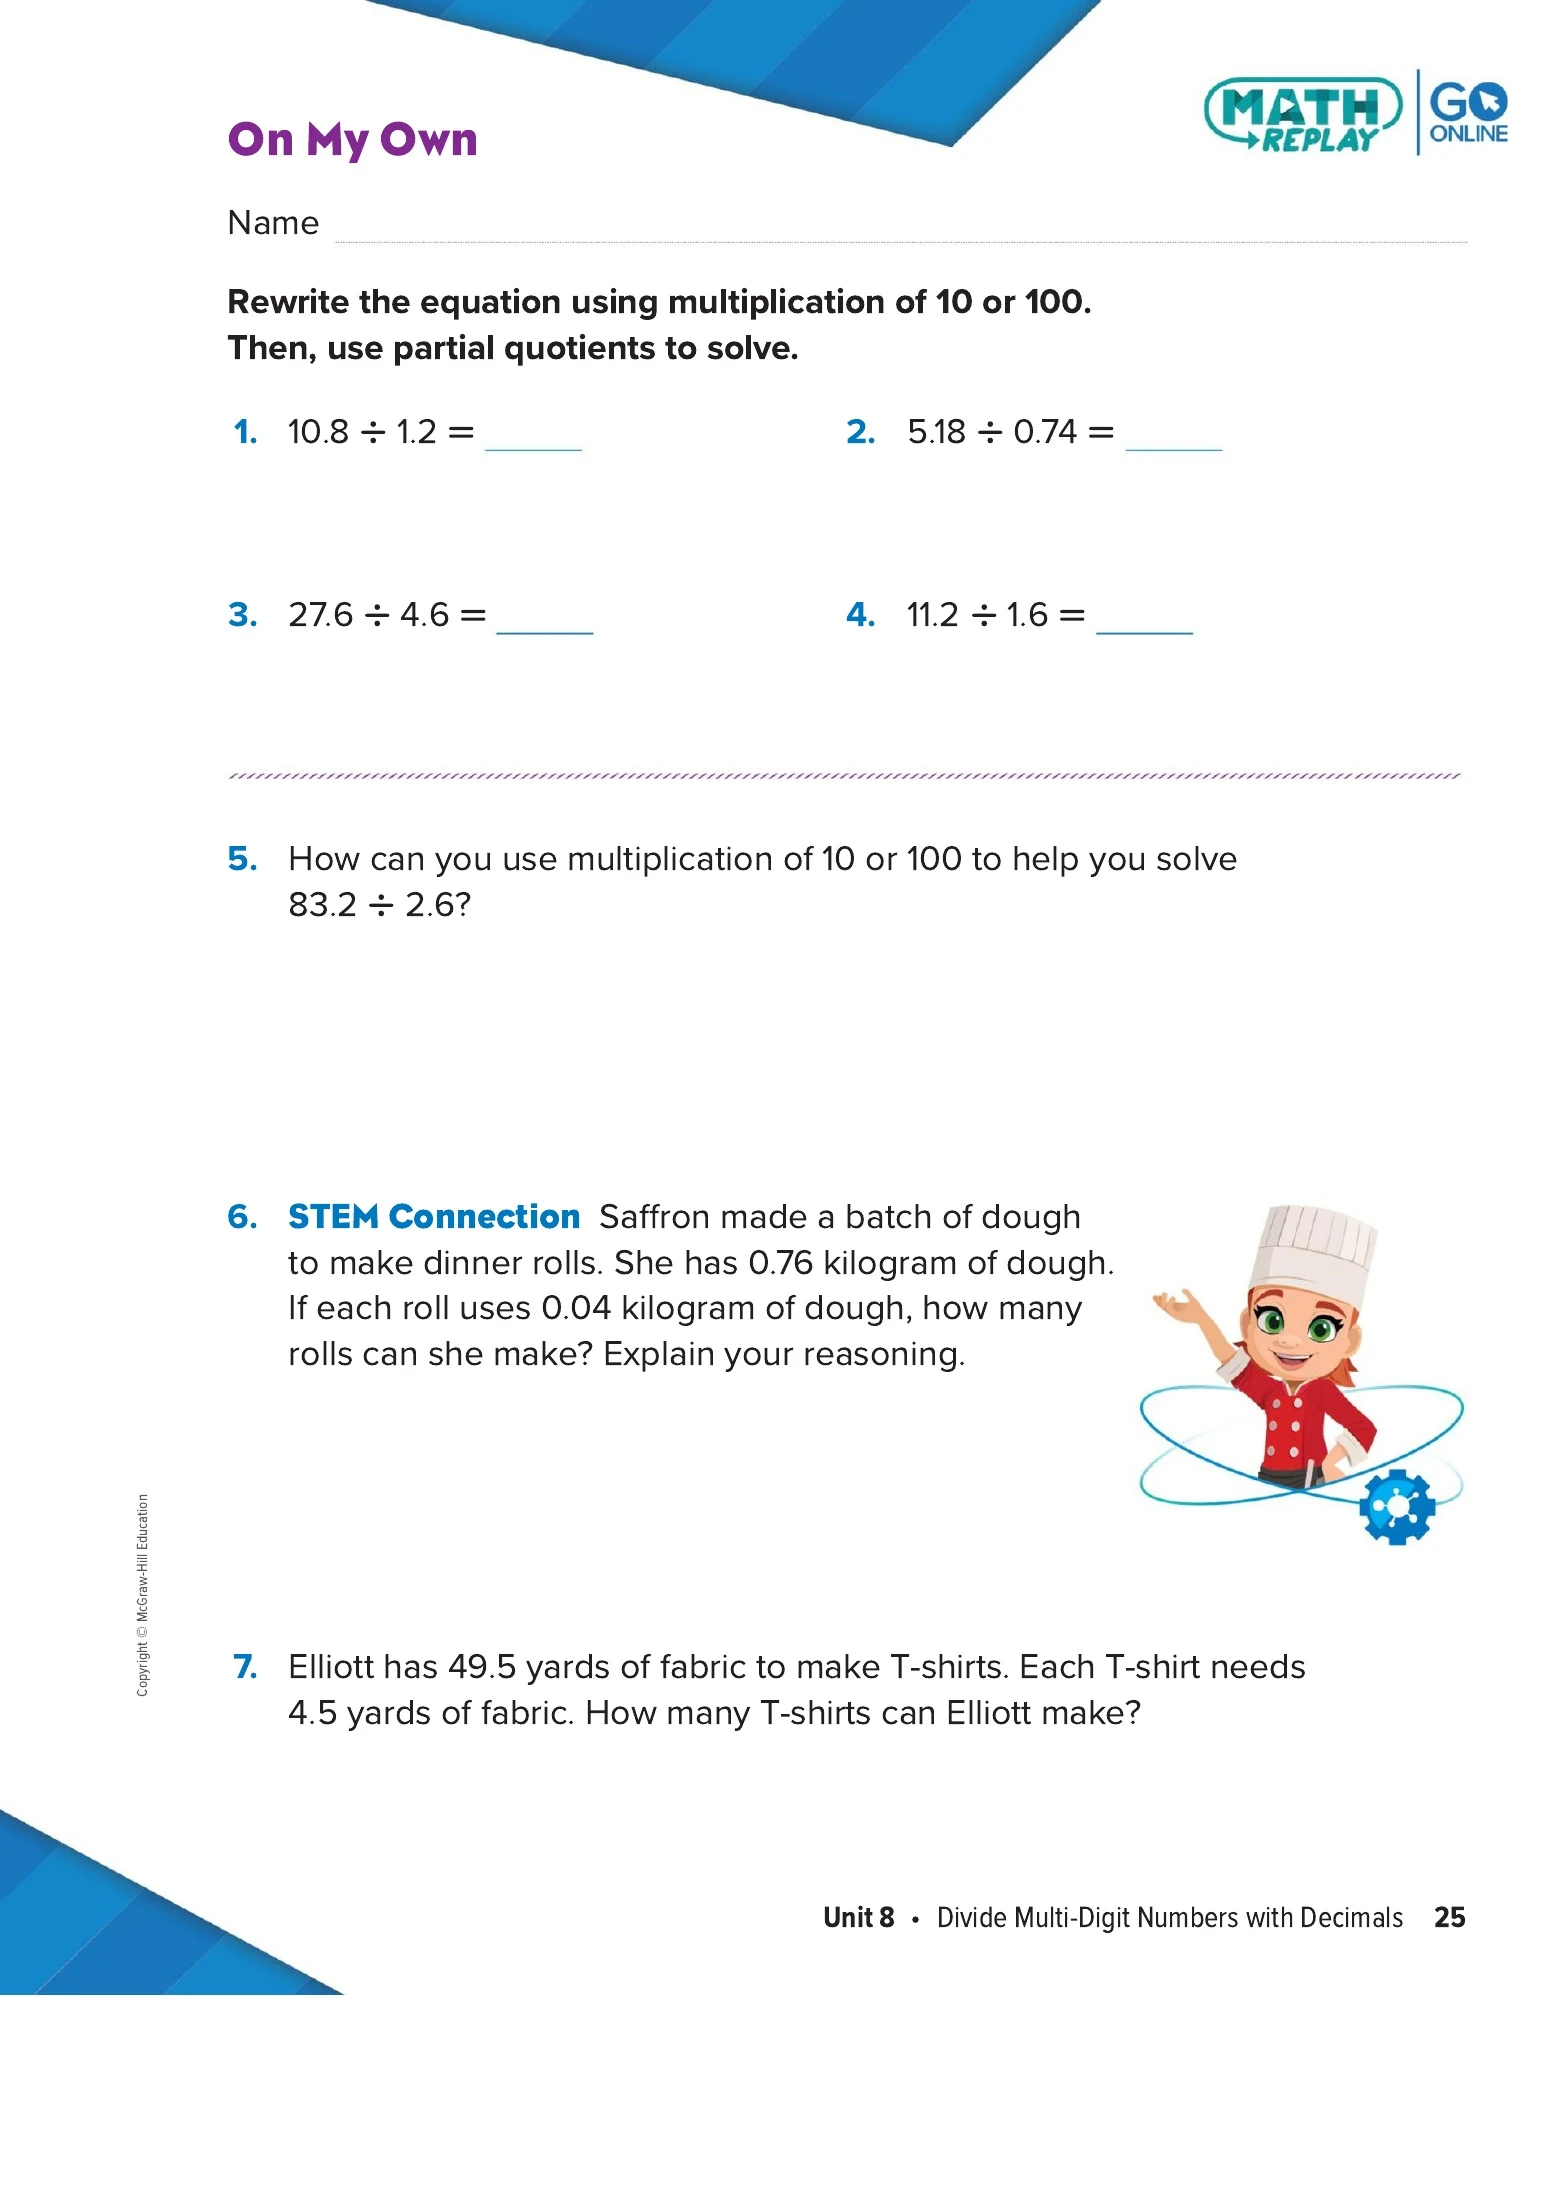 MATH
REPLAY
GO
ONLINE
On My Own
Name
Rewrite the equation using multiplication of 10 or 100.
Then, use partial quotients to solve.
1. 10.8 ÷ 1.2 = ______
2. 5.18 ÷ 0.74 = ______
3. 27.6 ÷ 4.6 = ______
4. 11.2 ÷ 1.6 = ______
5. How can you use multiplication of 10 or 100 to help you solve
83.2 ÷ 2.6?
6. STEM Connection Saffron made a batch of dough
to make dinner rolls. She has 0.76 kilogram of dough.
If each roll uses 0.04 kilogram of dough, how many
rolls can she make? Explain your reasoning.
7. Elliott has 49.5 yards of fabric to make T-shirts. Each T-shirt needs
4.5 yards of fabric. How many T-shirts can Elliott make?
Copyright © McGraw-Hill Education
Unit 8 • Divide Multi-Digit Numbers with Decimals 25